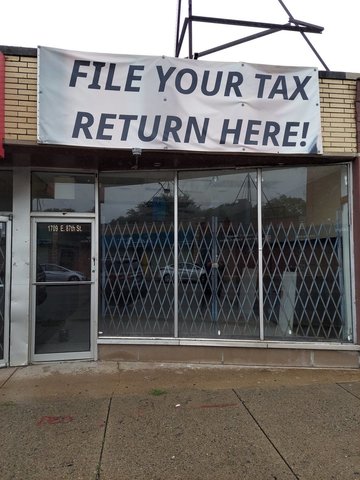 FILE YOUR TAX
RETURN HERE!
1709 E. 87th St.